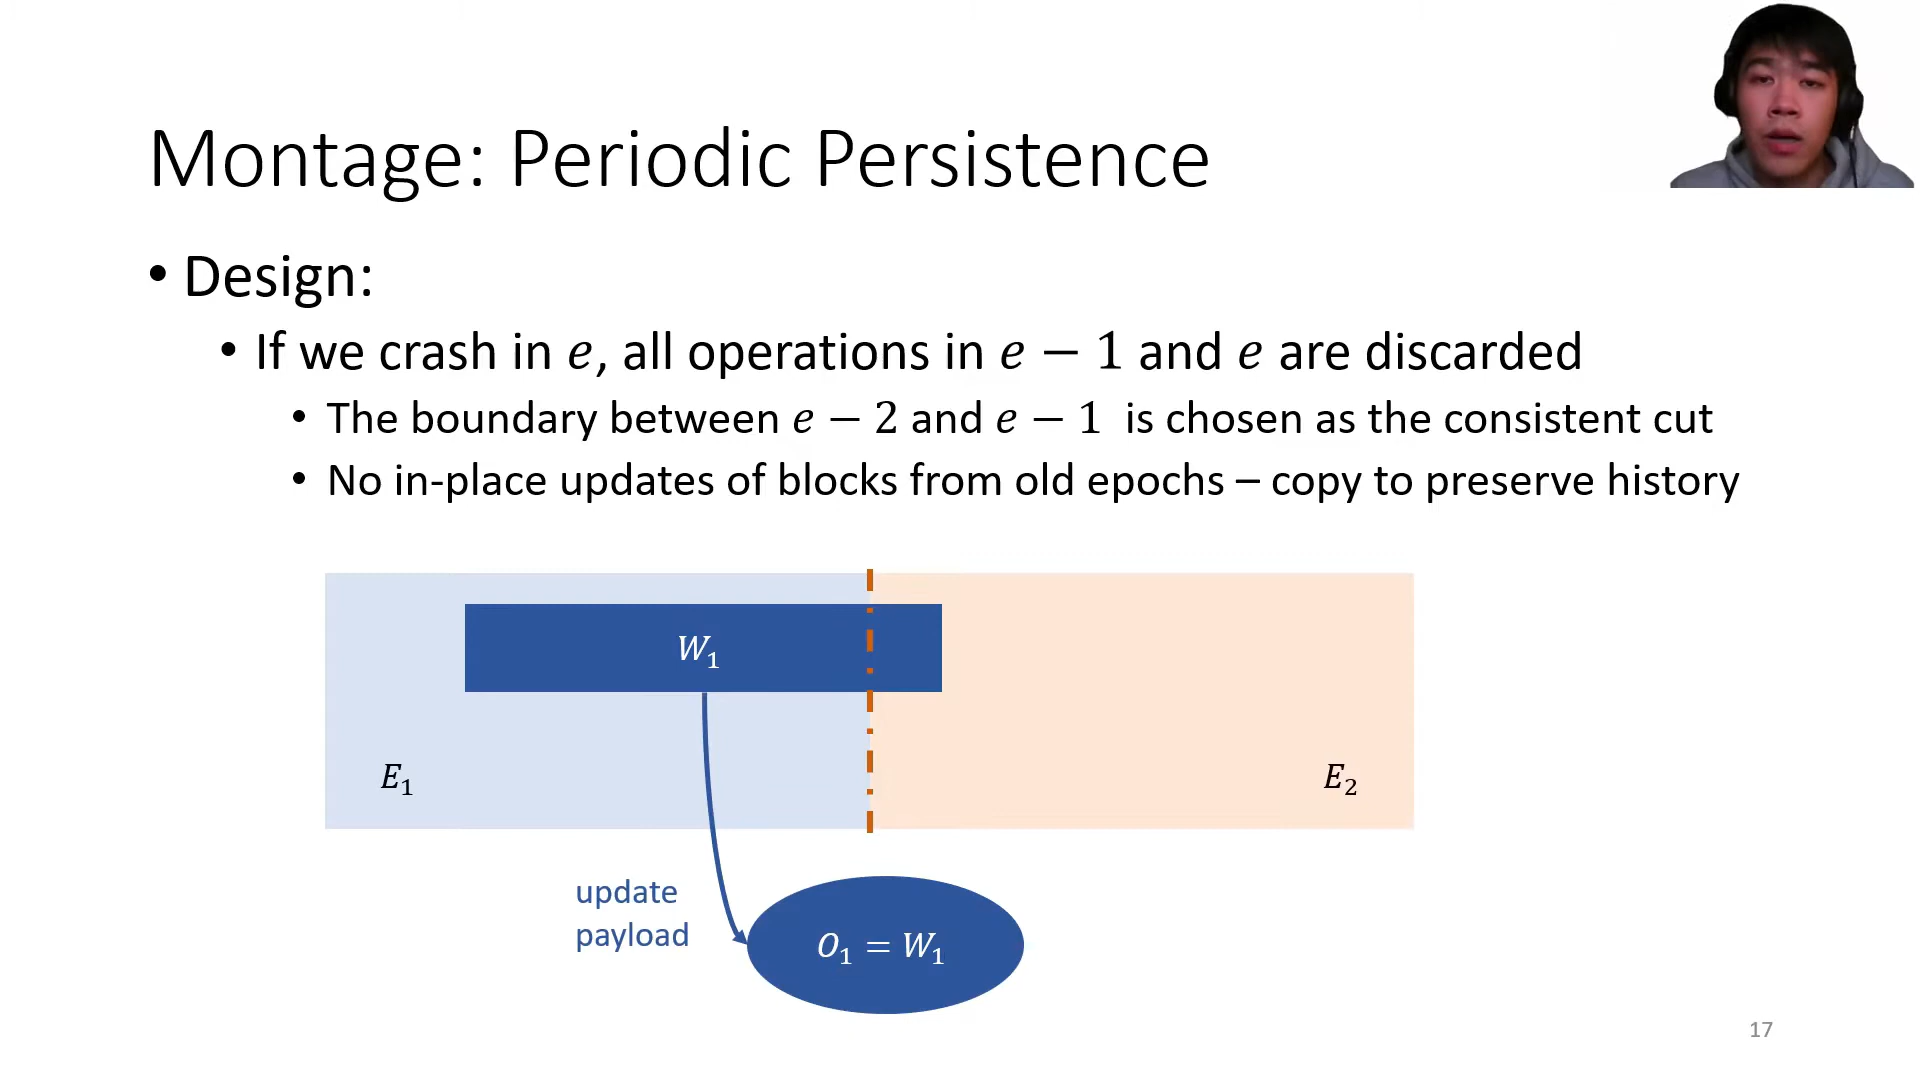 Montage: Periodic Persistence
• Design:
• If we crash in e, all operations in e − 1 and e are discarded
• The boundary between e − 2 and e − 1 is chosen as the consistent cut
• No in-place updates of blocks from old epochs – copy to preserve history
W₁
E₁
E₂
update
payload
O₁ = W₁
17